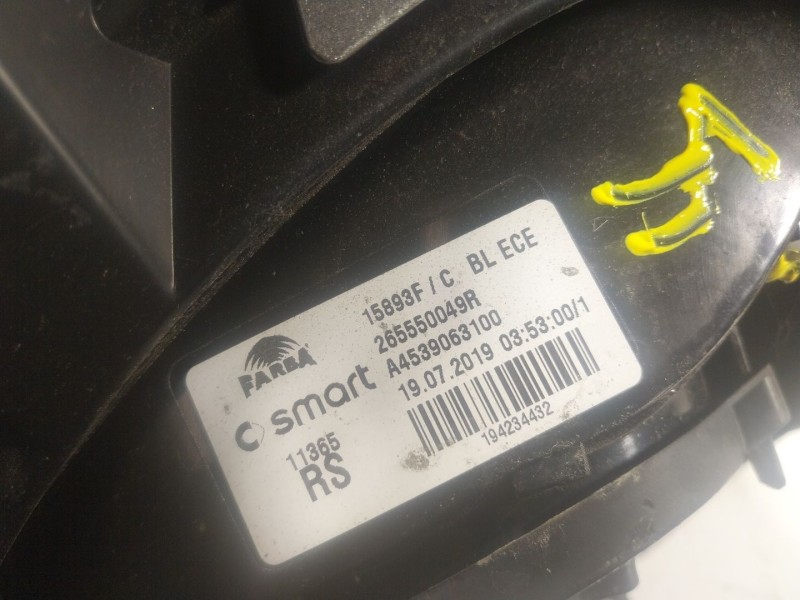 15893F / C BL ECE
265550049R
A4539063100
19.07.2019 03:53:00/1
FARBA
smart
11365
RS
194234432